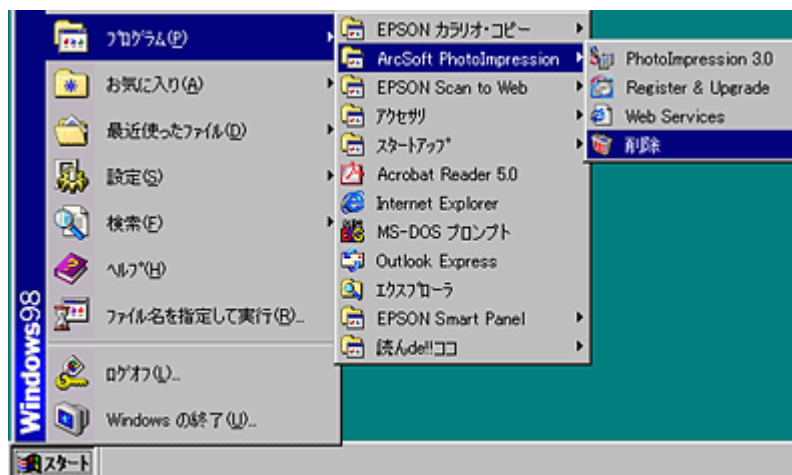 プログラム(P)
お気に入り(A)
最近使ったファイル(D)
設定(S)
検索(F)
ヘルプ(H)
ファイル名を指定して実行(R)...
ログオフ(L)...
Windows の終了(U)...
Windows98
スタート
EPSON カラリオ・コピー
ArcSoft PhotoImpression
EPSON Scan to Web
アクセサリ
スタートアップ
Acrobat Reader 5.0
Internet Explorer
MS-DOS プロンプト
Outlook Express
エクスプローラ
EPSON Smart Panel
読んde!!ココ
PhotoImpression 3.0
Register & Upgrade
Web Services
削除